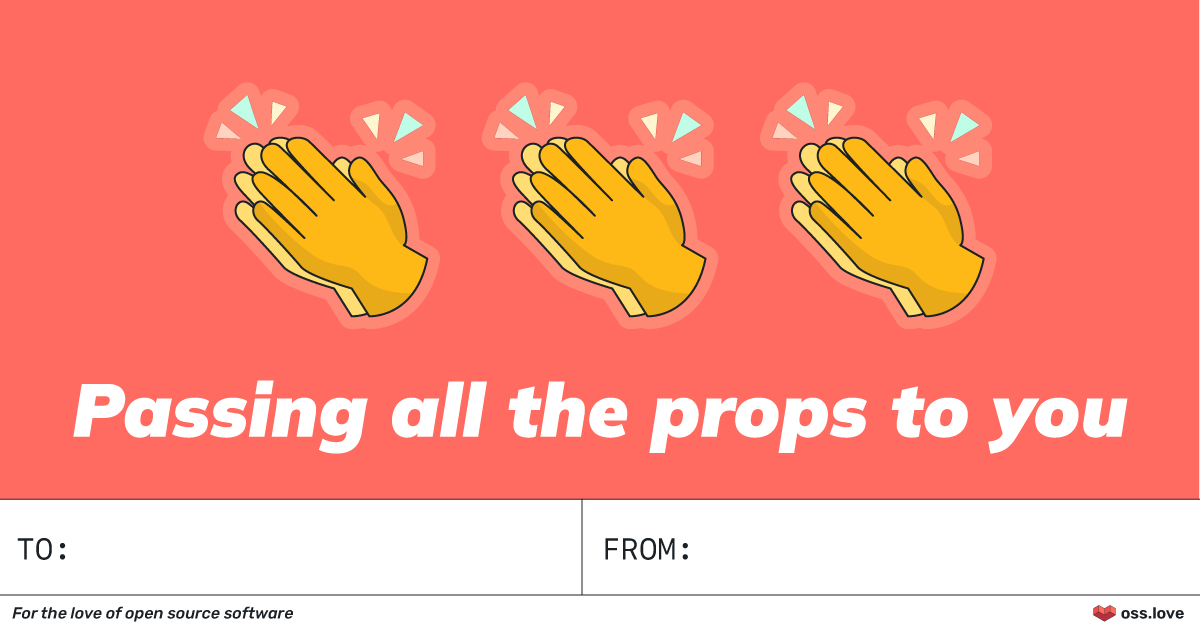 Passing all the props to you
TO:
FROM:
For the love of open source software
oss.love